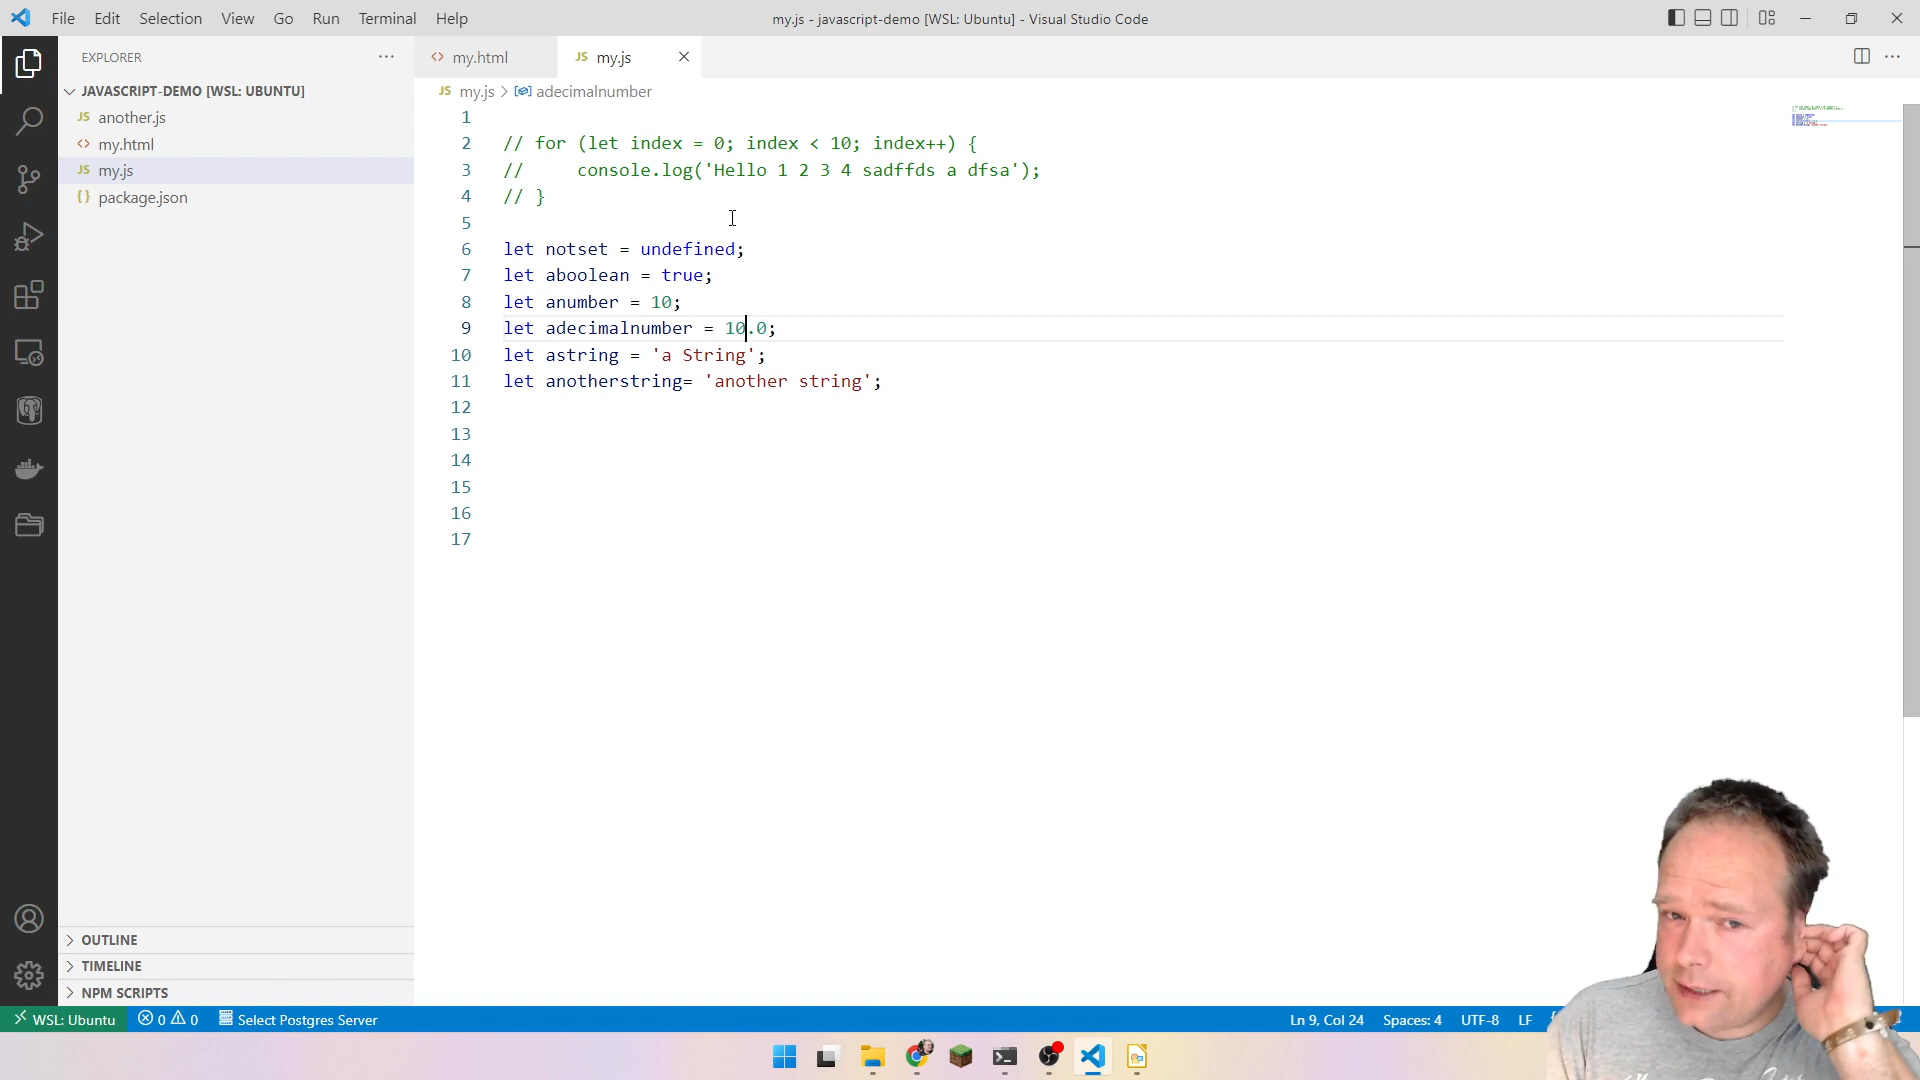 File Edit Selection View Go Run Terminal Help
my.js - javascript-demo [WSL: Ubuntu] - Visual Studio Code
EXPLORER
JAVASCRIPT-DEMO [WSL: UBUNTU]
JS another.js
<> my.html
JS my.js
{} package.json
OUTLINE
TIMELINE
NPM SCRIPTS
<> my.html
JS my.js
JS my.js > adecimalnumber
1
2 // for (let index = 0; index < 10; index++) {
3 //     console.log('Hello 1 2 3 4 sadffds a dfsa');
4 // }
5
6 let notset = undefined;
7 let aboolean = true;
8 let anumber = 10;
9 let adecimalnumber = 10.0;
10 let astring = 'a String';
11 let anotherstring= 'another string';
12
13
14
15
16
17
WSL: Ubuntu 0 0 Select Postgres Server
Ln 9, Col 24 Spaces: 4 UTF-8 LF